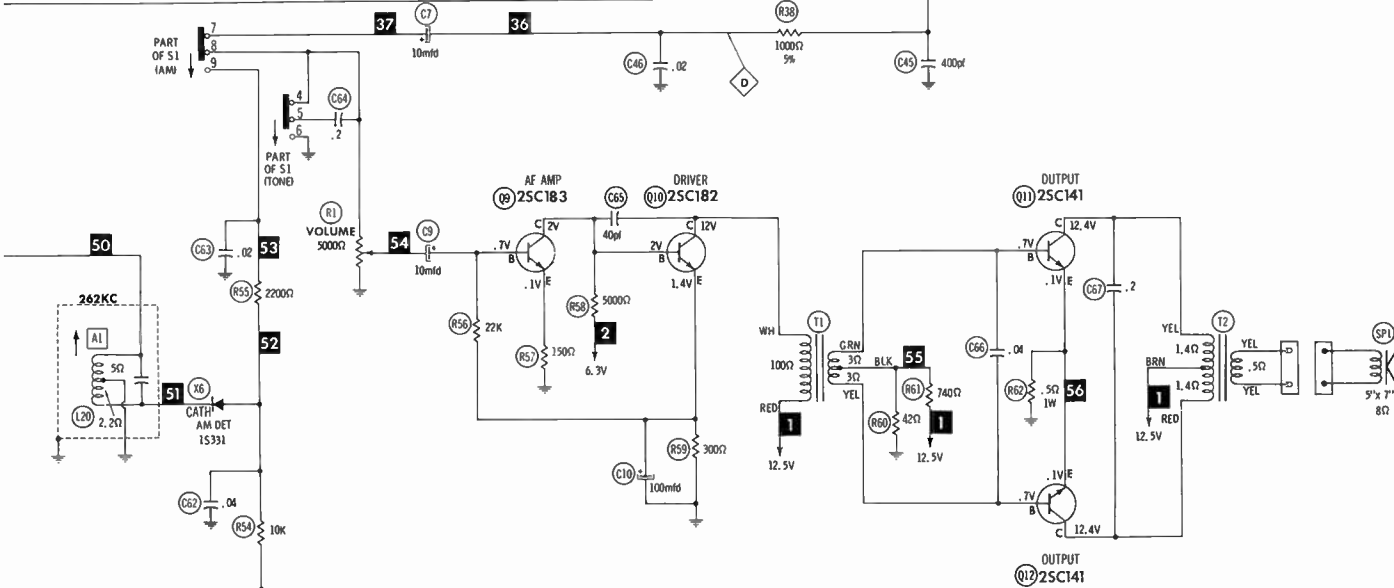 C7
37
36
10mfd
R38
1000Ω
5%
PART
OF S1
(AM)
7
8
9
C46
.02
D
C45
400pf
4
5
6
C64
.2
PART
OF S1
(TONE)
R1
VOLUME
5000Ω
54
C9
10mfd
AF AMP
Q9 2SC183
C 2V
.7V
B
.1V E
C65
40pf
DRIVER
Q10 2SC182
C 12V
2V
B
1.4V E
R58
5000Ω
2
6.3V
R56
22K
R57
150Ω
R59
300Ω
C10
100mfd
50
C63
.02
53
R55
2200Ω
52
262KC
A1
5Ω
51
X6
CATH
AM DET
1S331
L20
2.2Ω
C62
.04
R54
10K
WH
100Ω
RED
1
12.5V
T1
GRN
3Ω
3Ω
YEL
BLK
55
R61
740Ω
R60
42Ω
1
12.5V
OUTPUT
Q11 2SC141
C 12.4V
.7V
B
.1V E
C66
.04
R62
.5Ω
1W
56
C67
.2
.1V E
.7V
B
C 12.4V
OUTPUT
Q12 2SC141
YEL
1.4Ω
BRN
1.4Ω
1
RED
12.5V
T2
YEL
.5Ω
YEL
SP1
5"x 7"
8Ω